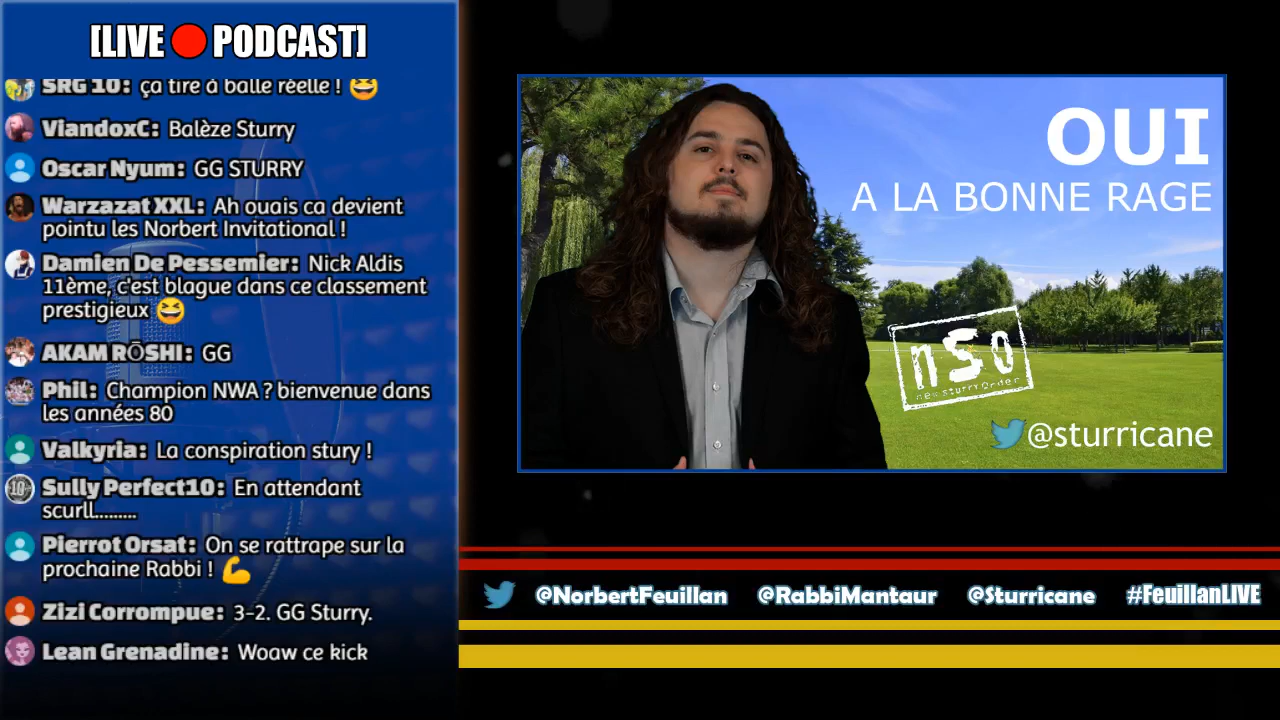 [LIVE PODCAST]
SRG 10: ça tire à balle réelle !
ViandoxC: Balèze Sturry
Oscar Nyum: GG STURRY
Warzazat XXL: Ah ouais ca devient
pointu les Norbert Invitational !
Damien De Pessemier: Nick Aldis
11ème, c'est blague dans ce classement
prestigieux
AKAM RŌSHI: GG
Phil: Champion NWA ? bienvenue dans
les années 80
Valkyria: La conspiration stury !
10
Sully Perfect10: En attendant
scurll.........
Pierrot Orsat: On se rattrape sur la
prochaine Rabbi !
Zizi Corrompue: 3-2. GG Sturry.
Lean Grenadine: Woaw ce kick
OUI
A LA BONNE RAGE
nSo
new sturry Order
@sturricane
@NorbertFeuillan @RabbiMantaur @Sturricane #FeuillanLIVE